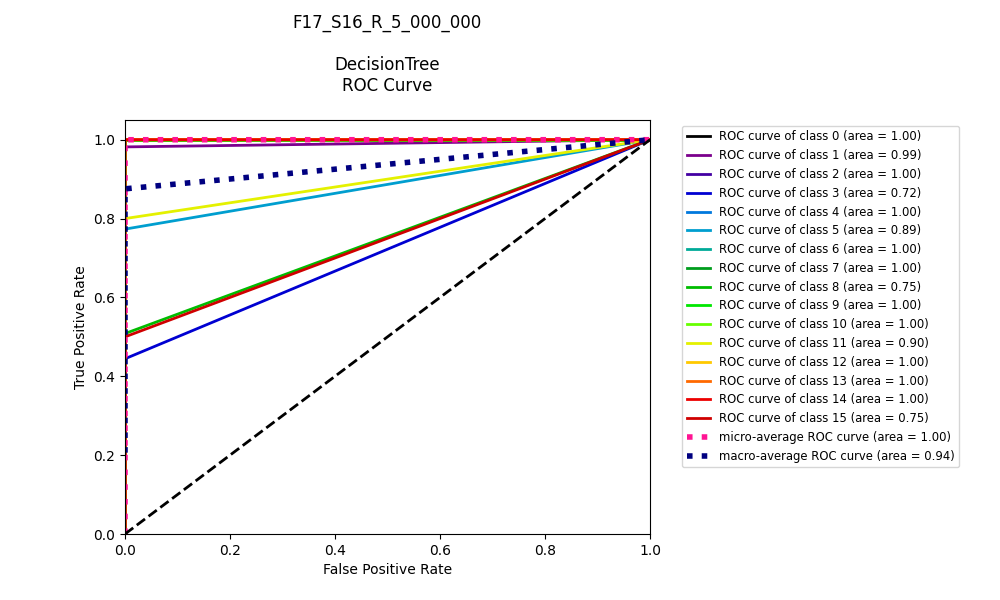 F17_S16_R_5_000_000
DecisionTree
ROC Curve
True Positive Rate
1.0
0.8
0.6
0.4
0.2
0.0
0.0 0.2 0.4 0.6 0.8 1.0
False Positive Rate
ROC curve of class 0 (area = 1.00)
ROC curve of class 1 (area = 0.99)
ROC curve of class 2 (area = 1.00)
ROC curve of class 3 (area = 0.72)
ROC curve of class 4 (area = 1.00)
ROC curve of class 5 (area = 0.89)
ROC curve of class 6 (area = 1.00)
ROC curve of class 7 (area = 1.00)
ROC curve of class 8 (area = 0.75)
ROC curve of class 9 (area = 1.00)
ROC curve of class 10 (area = 1.00)
ROC curve of class 11 (area = 0.90)
ROC curve of class 12 (area = 1.00)
ROC curve of class 13 (area = 1.00)
ROC curve of class 14 (area = 1.00)
ROC curve of class 15 (area = 0.75)
micro-average ROC curve (area = 1.00)
macro-average ROC curve (area = 0.94)